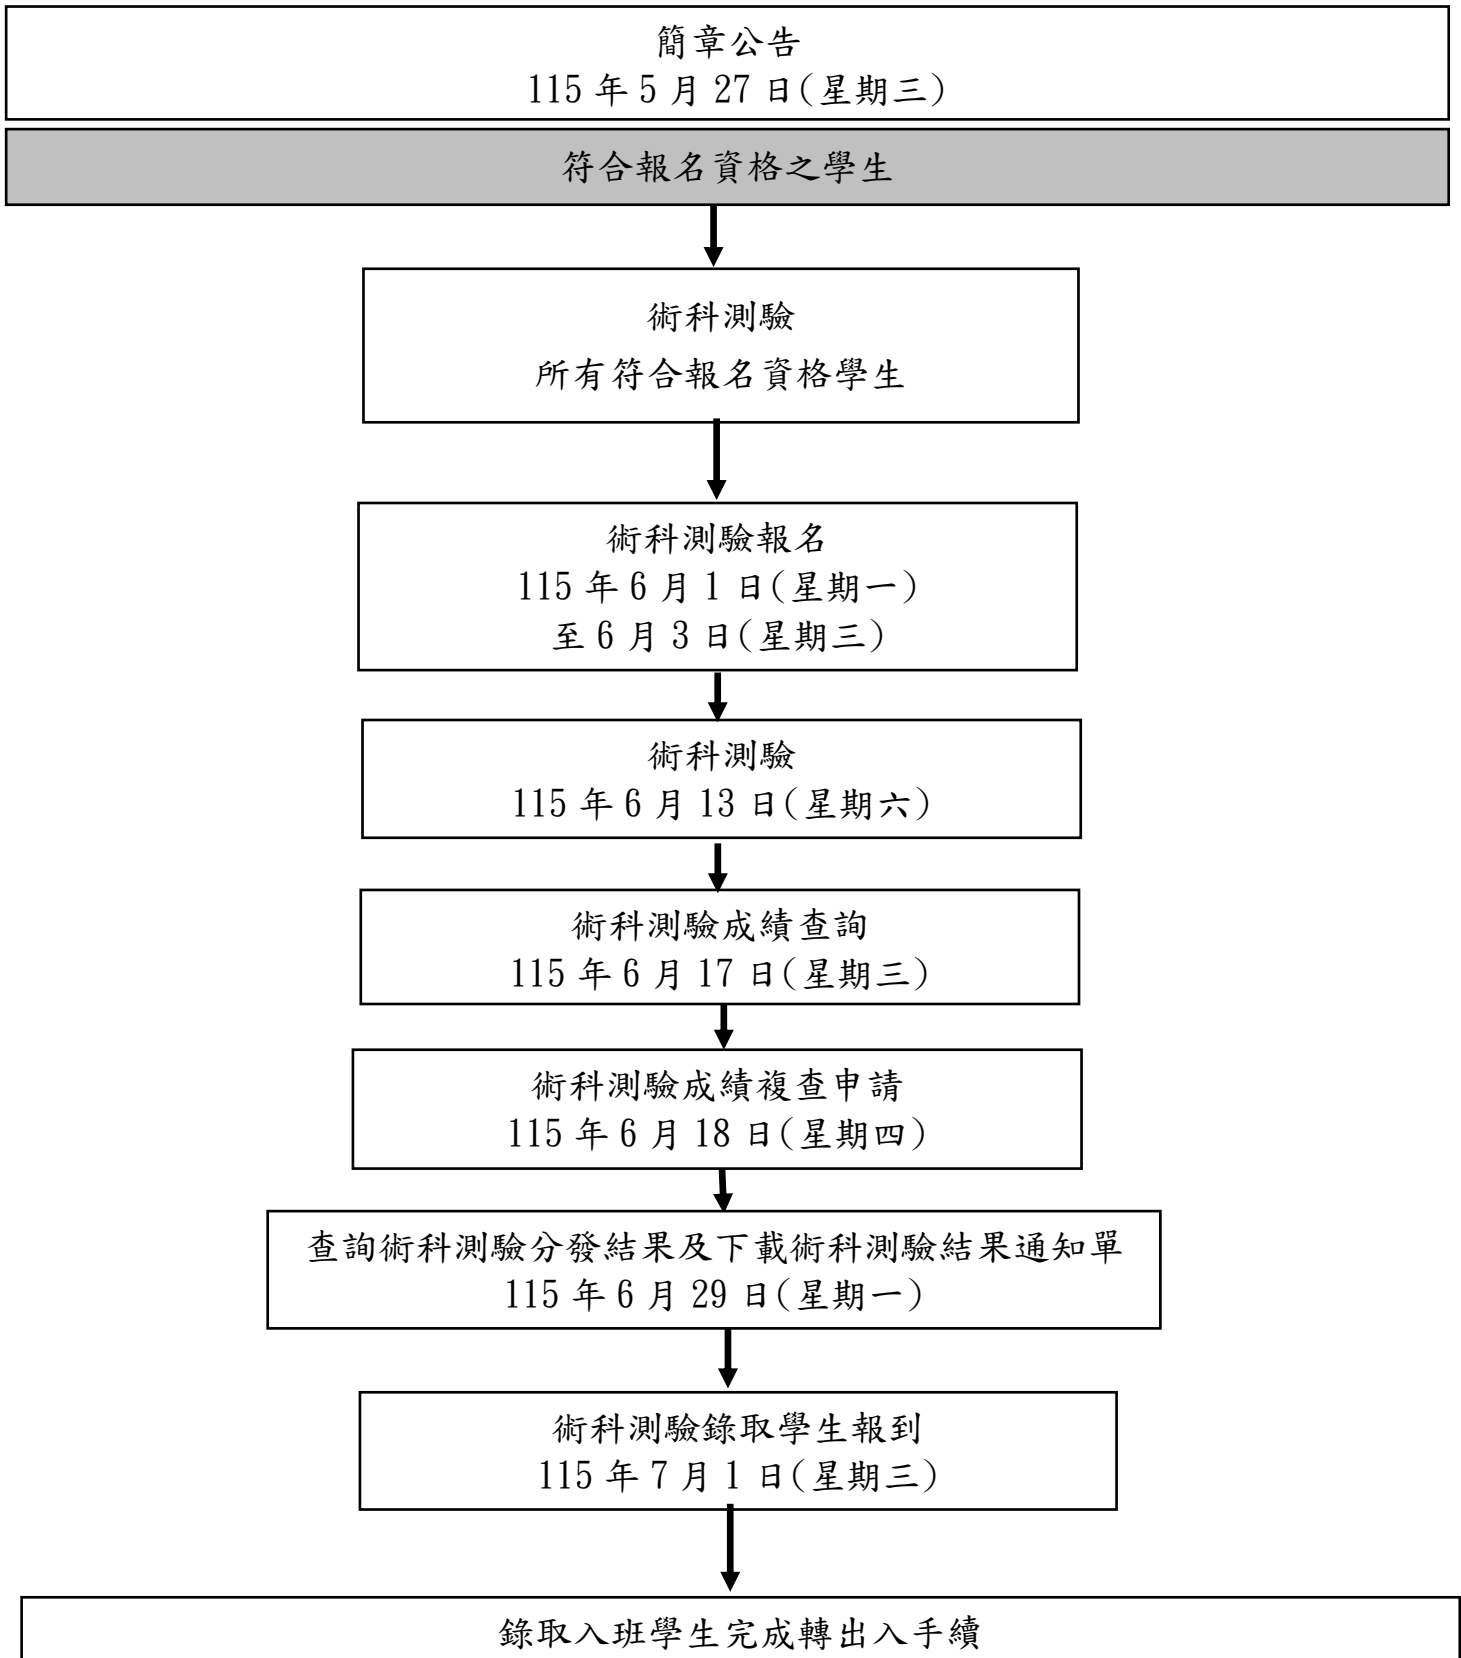 簡章公告
115 年 5 月 27 日(星期三)
符合報名資格之學生
術科測驗
所有符合報名資格學生
術科測驗報名
115 年 6 月 1 日(星期一)
至 6 月 3 日(星期三)
術科測驗
115 年 6 月 13 日(星期六)
術科測驗成績查詢
115 年 6 月 17 日(星期三)
術科測驗成績複查申請
115 年 6 月 18 日(星期四)
查詢術科測驗分發結果及下載術科測驗結果通知單
115 年 6 月 29 日(星期一)
術科測驗錄取學生報到
115 年 7 月 1 日(星期三)
錄取入班學生完成轉出入手續